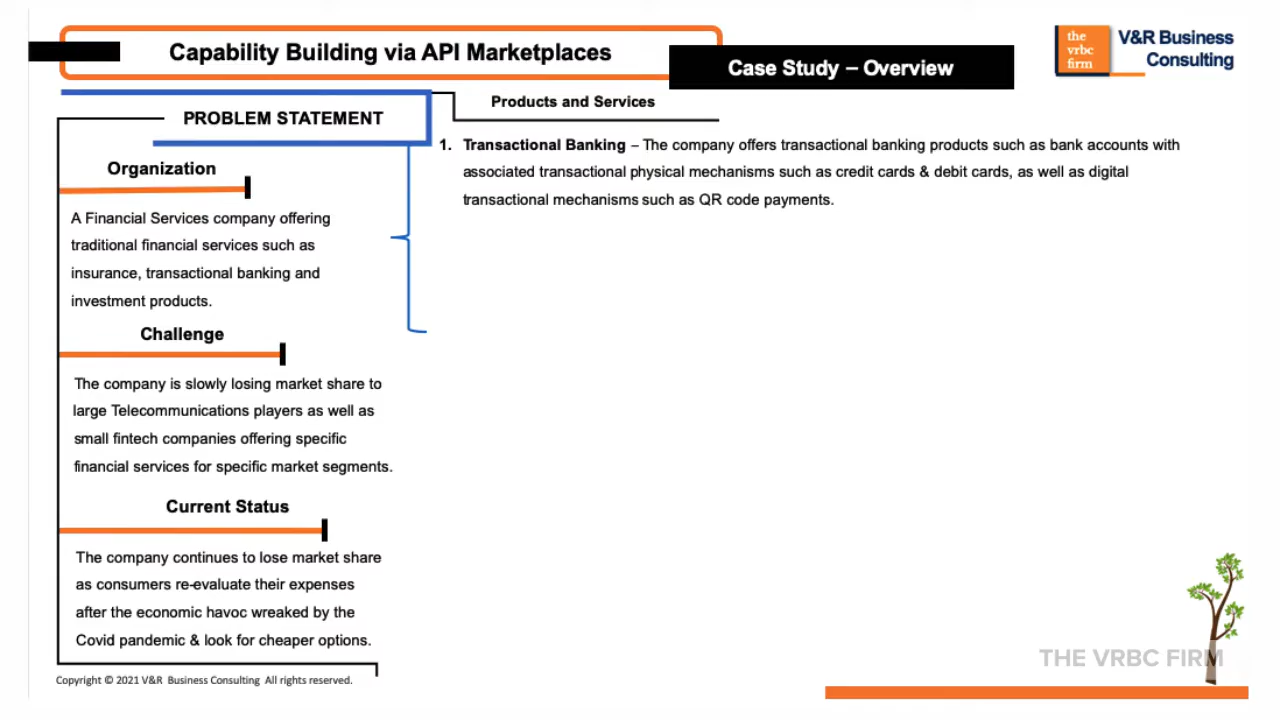 Capability Building via API Marketplaces
Case Study – Overview
the
vrbc
firm
V&R Business
Consulting
PROBLEM STATEMENT
Organization
A Financial Services company offering
traditional financial services such as
insurance, transactional banking and
investment products.
Challenge
The company is slowly losing market share to
large Telecommunications players as well as
small fintech companies offering specific
financial services for specific market segments.
Current Status
The company continues to lose market share
as consumers re-evaluate their expenses
after the economic havoc wreaked by the
Covid pandemic & look for cheaper options.
Products and Services
1. Transactional Banking – The company offers transactional banking products such as bank accounts with
associated transactional physical mechanisms such as credit cards & debit cards, as well as digital
transactional mechanisms such as QR code payments.
Copyright © 2021 V&R Business Consulting All rights reserved.
THE VRBC FIRM